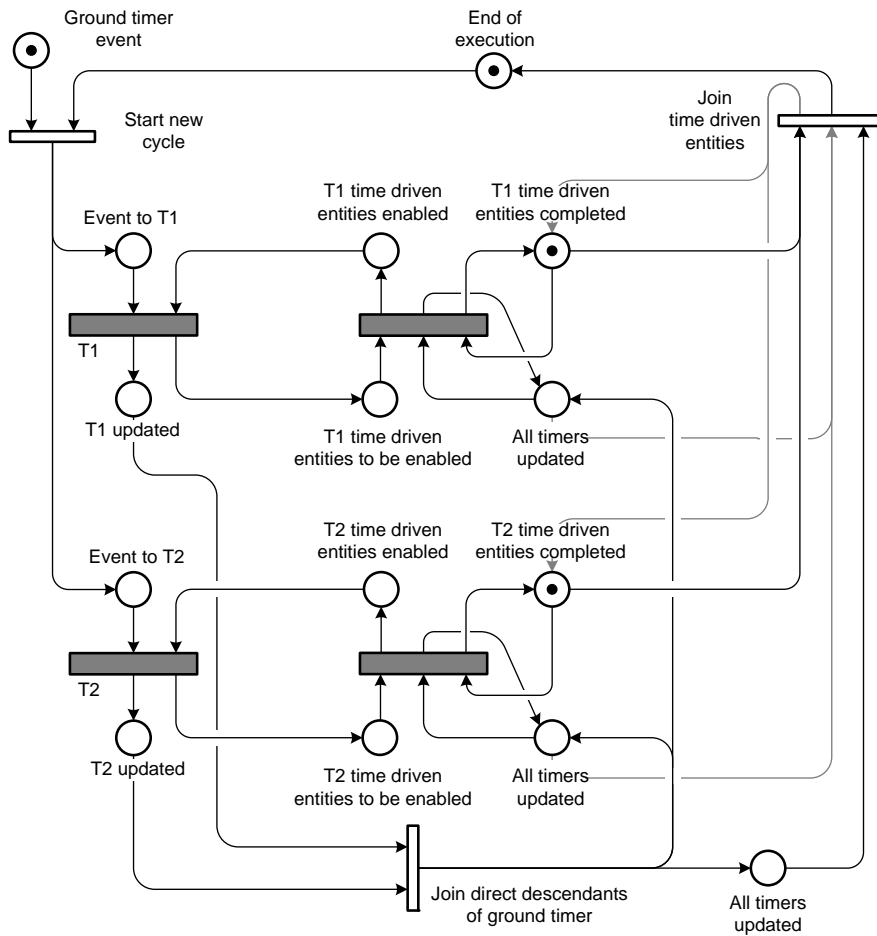 Ground timer
event
End of
execution
Start new
cycle
Join
time driven
entities
Event to T1
T1 time driven
entities enabled
T1 time driven
entities completed
T1
T1 updated
T1 time driven
entities to be enabled
All timers
updated
Event to T2
T2 time driven
entities enabled
T2 time driven
entities completed
T2
T2 updated
T2 time driven
entities to be enabled
All timers
updated
Join direct descendants
of ground timer
All timers
updated